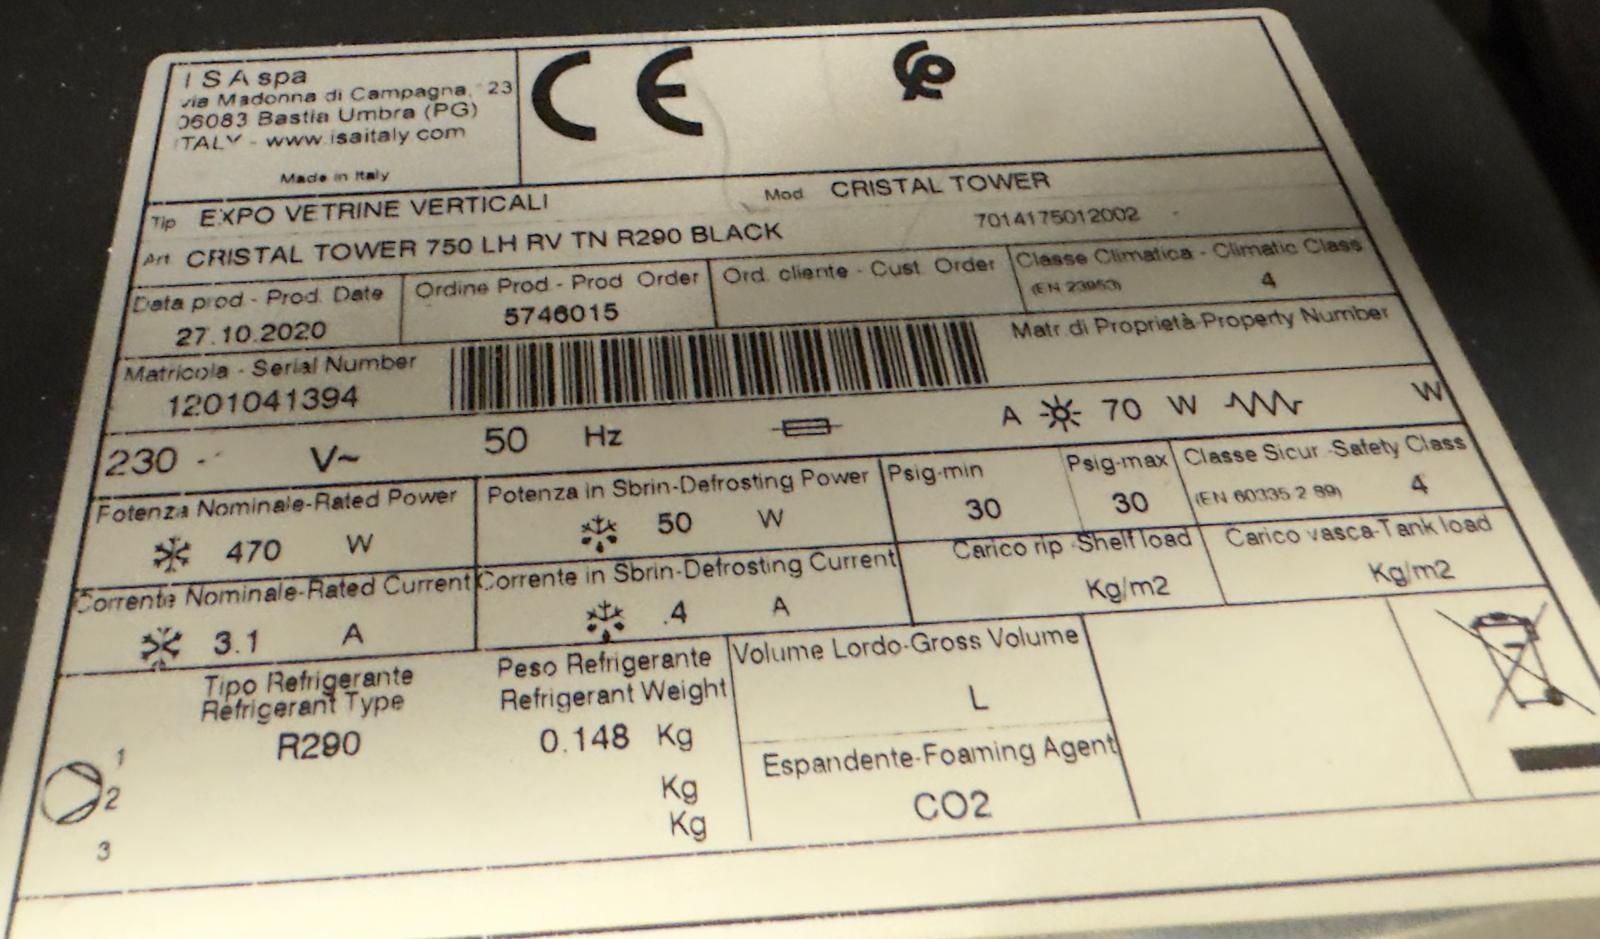 ISA spa
via Madonna di Campagna, 23
06083 Bastia Umbra (PG)
ITALY - www.isaitaly.com
Made in Italy
CE
Tip EXPO VETRINE VERTICALI Mod CRISTAL TOWER
Art CRISTAL TOWER 750 LH RV TN R290 BLACK 7014175012002
Data prod - Prod. Date Ordine Prod - Prod Order Ord. cliente - Cust. Order Classe Climatica - Climatic Class
27.10.2020 5746015 (EN 23953) 4
Matricola - Serial Number Matr.di Proprietà-Property Number
1201041394
230 V~ 50 Hz A 70 W W
Potenza Nominale-Rated Power Potenza in Sbrin-Defrosting Power Psig-min Psig-max Classe Sicur.-Safety Class
470 W 50 W 30 30 (EN 60335 2 89) 4
Corrente Nominale-Rated Current Corrente in Sbrin-Defrosting Current Carico rip.-Shelf load Carico vasca-Tank load
3.1 A .4 A Kg/m2 Kg/m2
Tipo Refrigerante Peso Refrigerante Volume Lordo-Gross Volume
Refrigerant Type Refrigerant Weight L
R290 0.148 Kg Espandente-Foaming Agent
1
2 Kg CO2
3 Kg